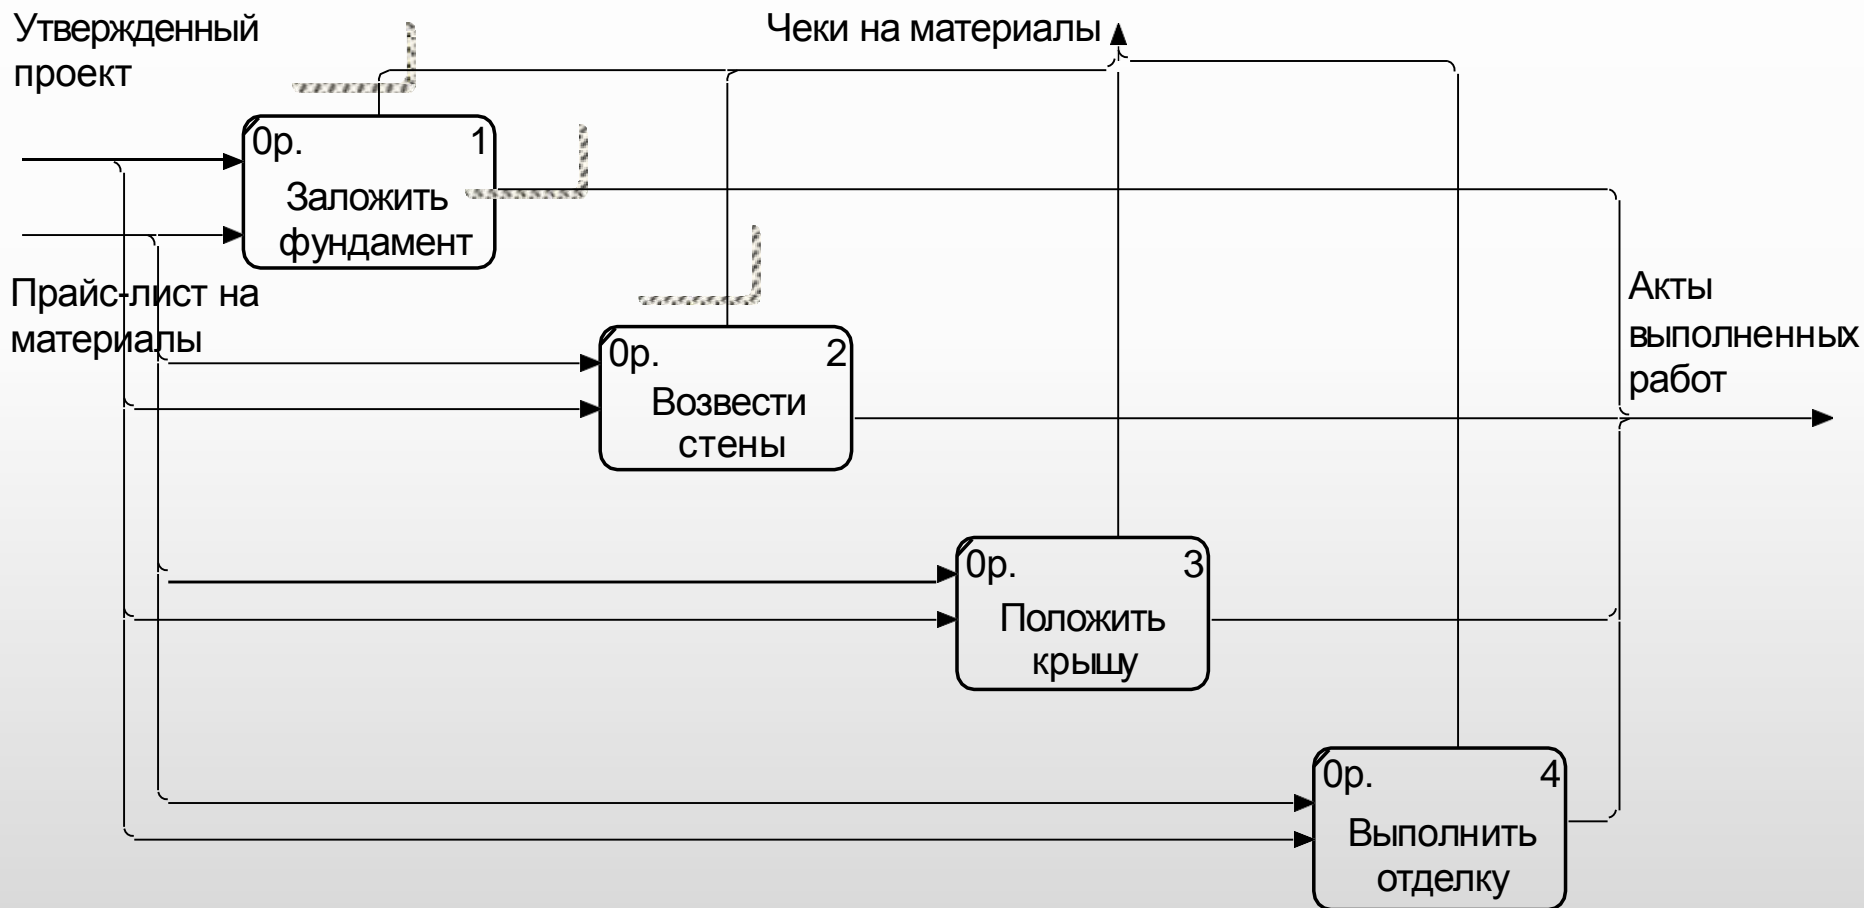 Утвержденный
проект
Чеки на материалы
0р. 1
Заложить
фундамент
Прайс-лист на
материалы
Акты
выполненных
работ
0р. 2
Возвести
стены
0р. 3
Положить
крышу
0р. 4
Выполнить
отделку